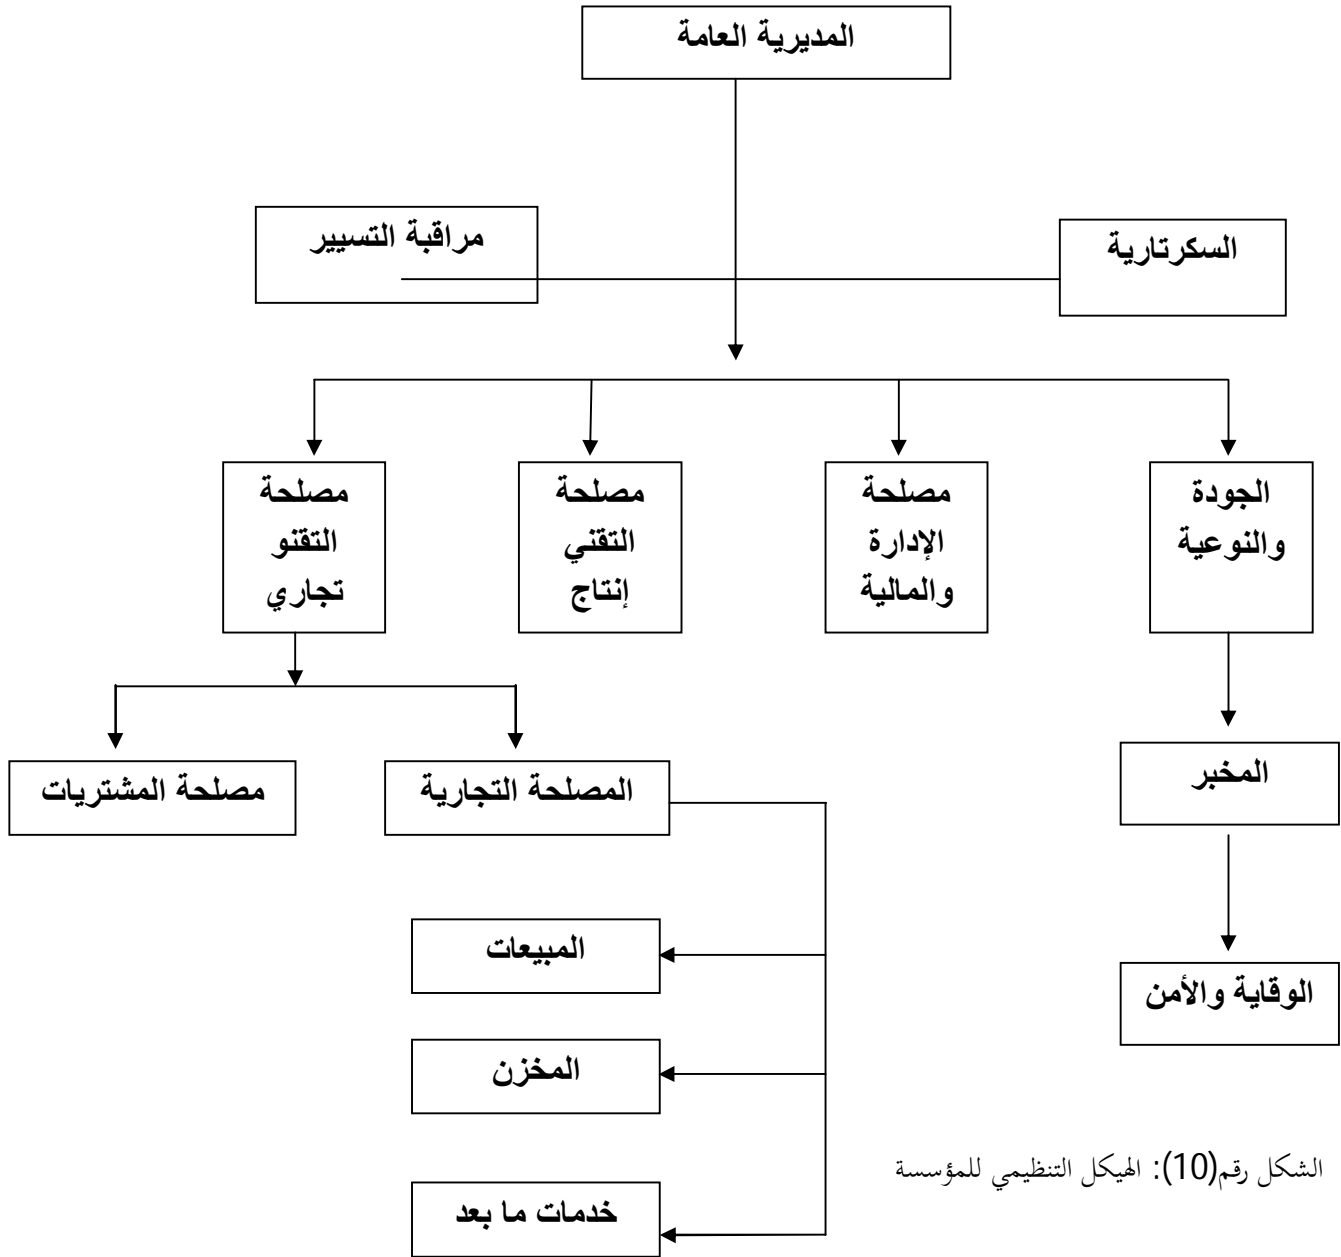 المديرية العامة
السكرتارية
مراقبة التسيير
الجودة
والنوعية
مصلحة
الإدارة
والمالية
مصلحة
التقني
إنتاج
مصلحة
التقنو
تجاري
المخبر
المصلحة التجارية
مصلحة المشتريات
المبيعات
الوقاية والأمن
المخزن
الشكل رقم(10): الهيكل التنظيمي للمؤسسة
خدمات ما بعد